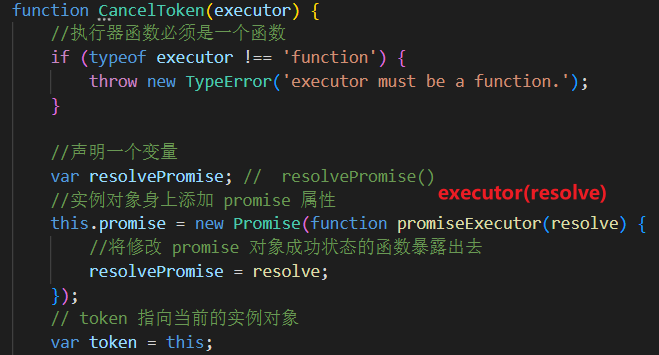 function CancelToken(executor) {
//执行器函数必须是一个函数
if (typeof executor !== 'function') {
throw new TypeError('executor must be a function.');
}
//声明一个变量
var resolvePromise; //  resolvePromise()
//实例对象身上添加 promise 属性
executor(resolve)
this.promise = new Promise(function promiseExecutor(resolve) {
//将修改 promise 对象成功状态的函数暴露出去
resolvePromise = resolve;
});
// token 指向当前的实例对象
var token = this;